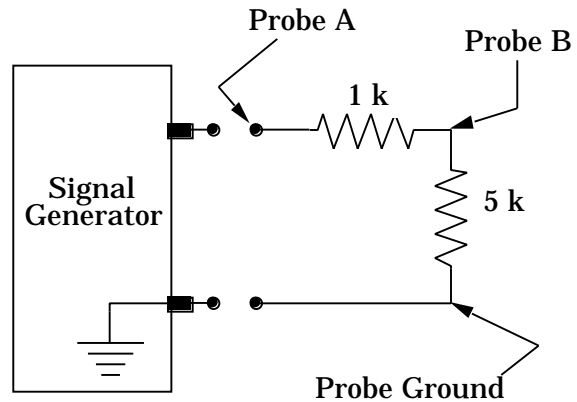 Probe A
Probe B
1 k
Signal
Generator
5 k
Probe Ground